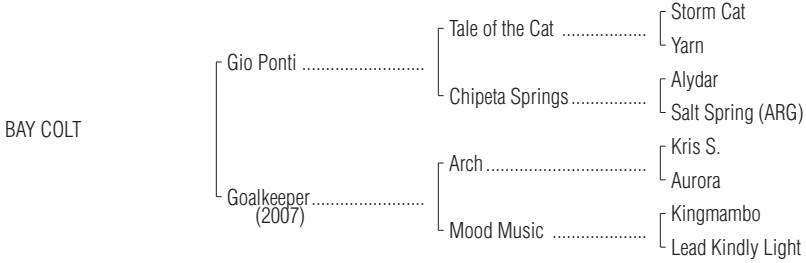 Storm Cat
Tale of the Cat ..................
Yarn
Gio Ponti ..........................
Alydar
Chipeta Springs................
Salt Spring (ARG)
BAY COLT
Kris S.
Arch..................................
Aurora
Goalkeeper........................
(2007)
Kingmambo
Mood Music ....................
Lead Kindly Light